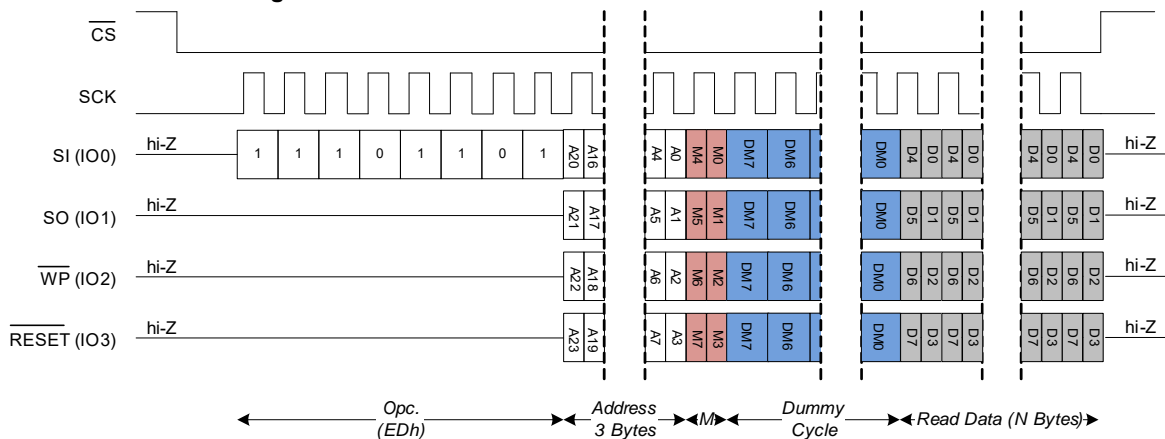 CS
SCK
SI (IO0) hi-Z 1 1 1 0 1 1 0 1 A20 A16 A4 A0 M4 M0 DM7 DM6 DM0 D4 D0 D4 D0 D4 D0 D4 D0 hi-Z
SO (IO1) hi-Z A21 A17 A5 A1 M5 M1 DM7 DM6 DM0 D5 D1 D5 D1 D5 D1 D5 D1 hi-Z
WP (IO2) hi-Z A22 A18 A6 A2 M6 M2 DM7 DM6 DM0 D6 D2 D6 D2 D6 D2 D6 D2 hi-Z
RESET (IO3) hi-Z A23 A19 A7 A3 M7 M3 DM7 DM6 DM0 D7 D3 D7 D3 D7 D3 D7 D3 hi-Z
Opc. Address M Dummy Read Data (N Bytes)
(EDh) 3 Bytes Cycle